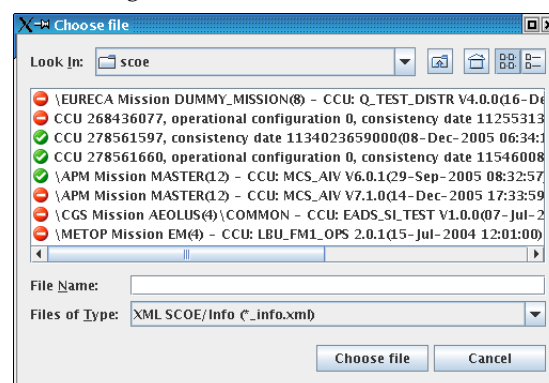 Choose file
Look In: scoe
\EURECA Mission DUMMY_MISSION(8) - CCU: Q_TEST_DISTR V4.0.0(16-De
CCU 268436077, operational configuration 0, consistency date 11255313
CCU 278561597, consistency date 1134023659000(08-Dec-2005 06:34:1
CCU 278561660, operational configuration 0, consistency date 11546008
\APM Mission MASTER(12) - CCU: MCS_AIV V6.0.1(29-Sep-2005 08:32:57)
\APM Mission MASTER(12) - CCU: MCS_AIV V7.1.0(14-Dec-2005 17:33:59
\CGS Mission AEOLUS(4)\COMMON - CCU: EADS_SI_TEST V1.0.0(07-Jul-2
\METOP Mission EM(4) - CCU: LBU_FM1_OPS 2.0.1(15-Jul-2004 12:01:00)
File Name:
Files of Type: XML SCOE/Info (*_info.xml)
Choose file Cancel